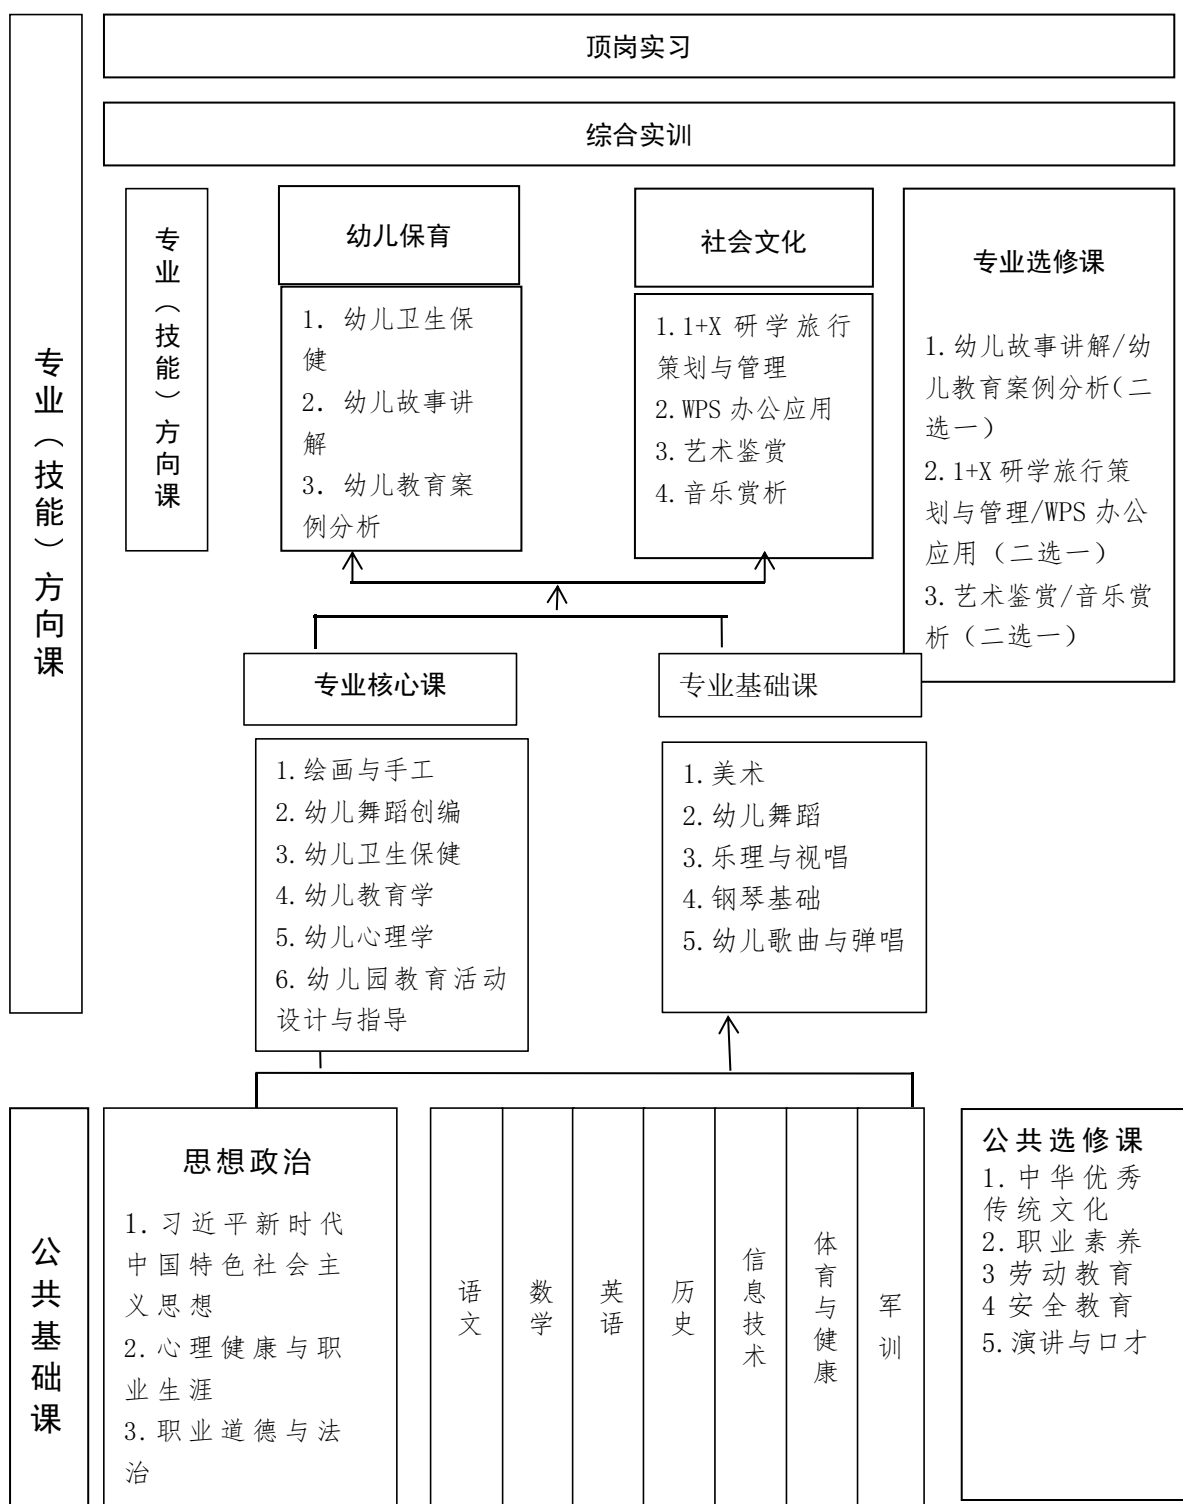 顶岗实习
综合实训
专业（技能）方向课
专业（技能）方向课
幼儿保育
1. 幼儿卫生保
健
2. 幼儿故事讲
解
3. 幼儿教育案
例分析
社会文化
1.1+X 研学旅行
策划与管理
2.WPS 办公应用
3.艺术鉴赏
4.音乐赏析
专业选修课
1.幼儿故事讲解/幼
儿教育案例分析(二
选一)
2.1+X 研学旅行策
划与管理/WPS 办公
应用（二选一）
3.艺术鉴赏/音乐赏
析（二选一）
专业核心课
1.绘画与手工
2.幼儿舞蹈创编
3.幼儿卫生保健
4.幼儿教育学
5.幼儿心理学
6.幼儿园教育活动
设计与指导
专业基础课
1.美术
2.幼儿舞蹈
3.乐理与视唱
4.钢琴基础
5.幼儿歌曲与弹唱
公共基础课
思想政治
1.习近平新时代
中国特色社会主
义思想
2.心理健康与职
业生涯
3.职业道德与法
治
语文
数学
英语
历史
信息技术
体育与健康
军训
公共选修课
1.中华优秀
传统文化
2.职业素养
3 劳动教育
4 安全教育
5.演讲与口才